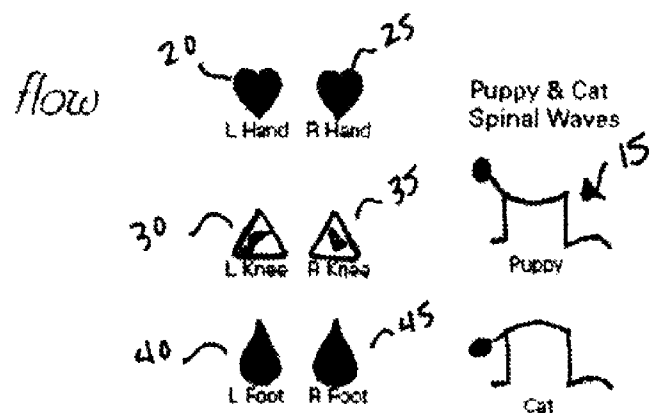 20 25
flow
L Hand R Hand
Puppy & Cat
Spinal Waves
15
30 35
L Knee R Knee
Puppy
40 45
L Foot R Foot
Cat